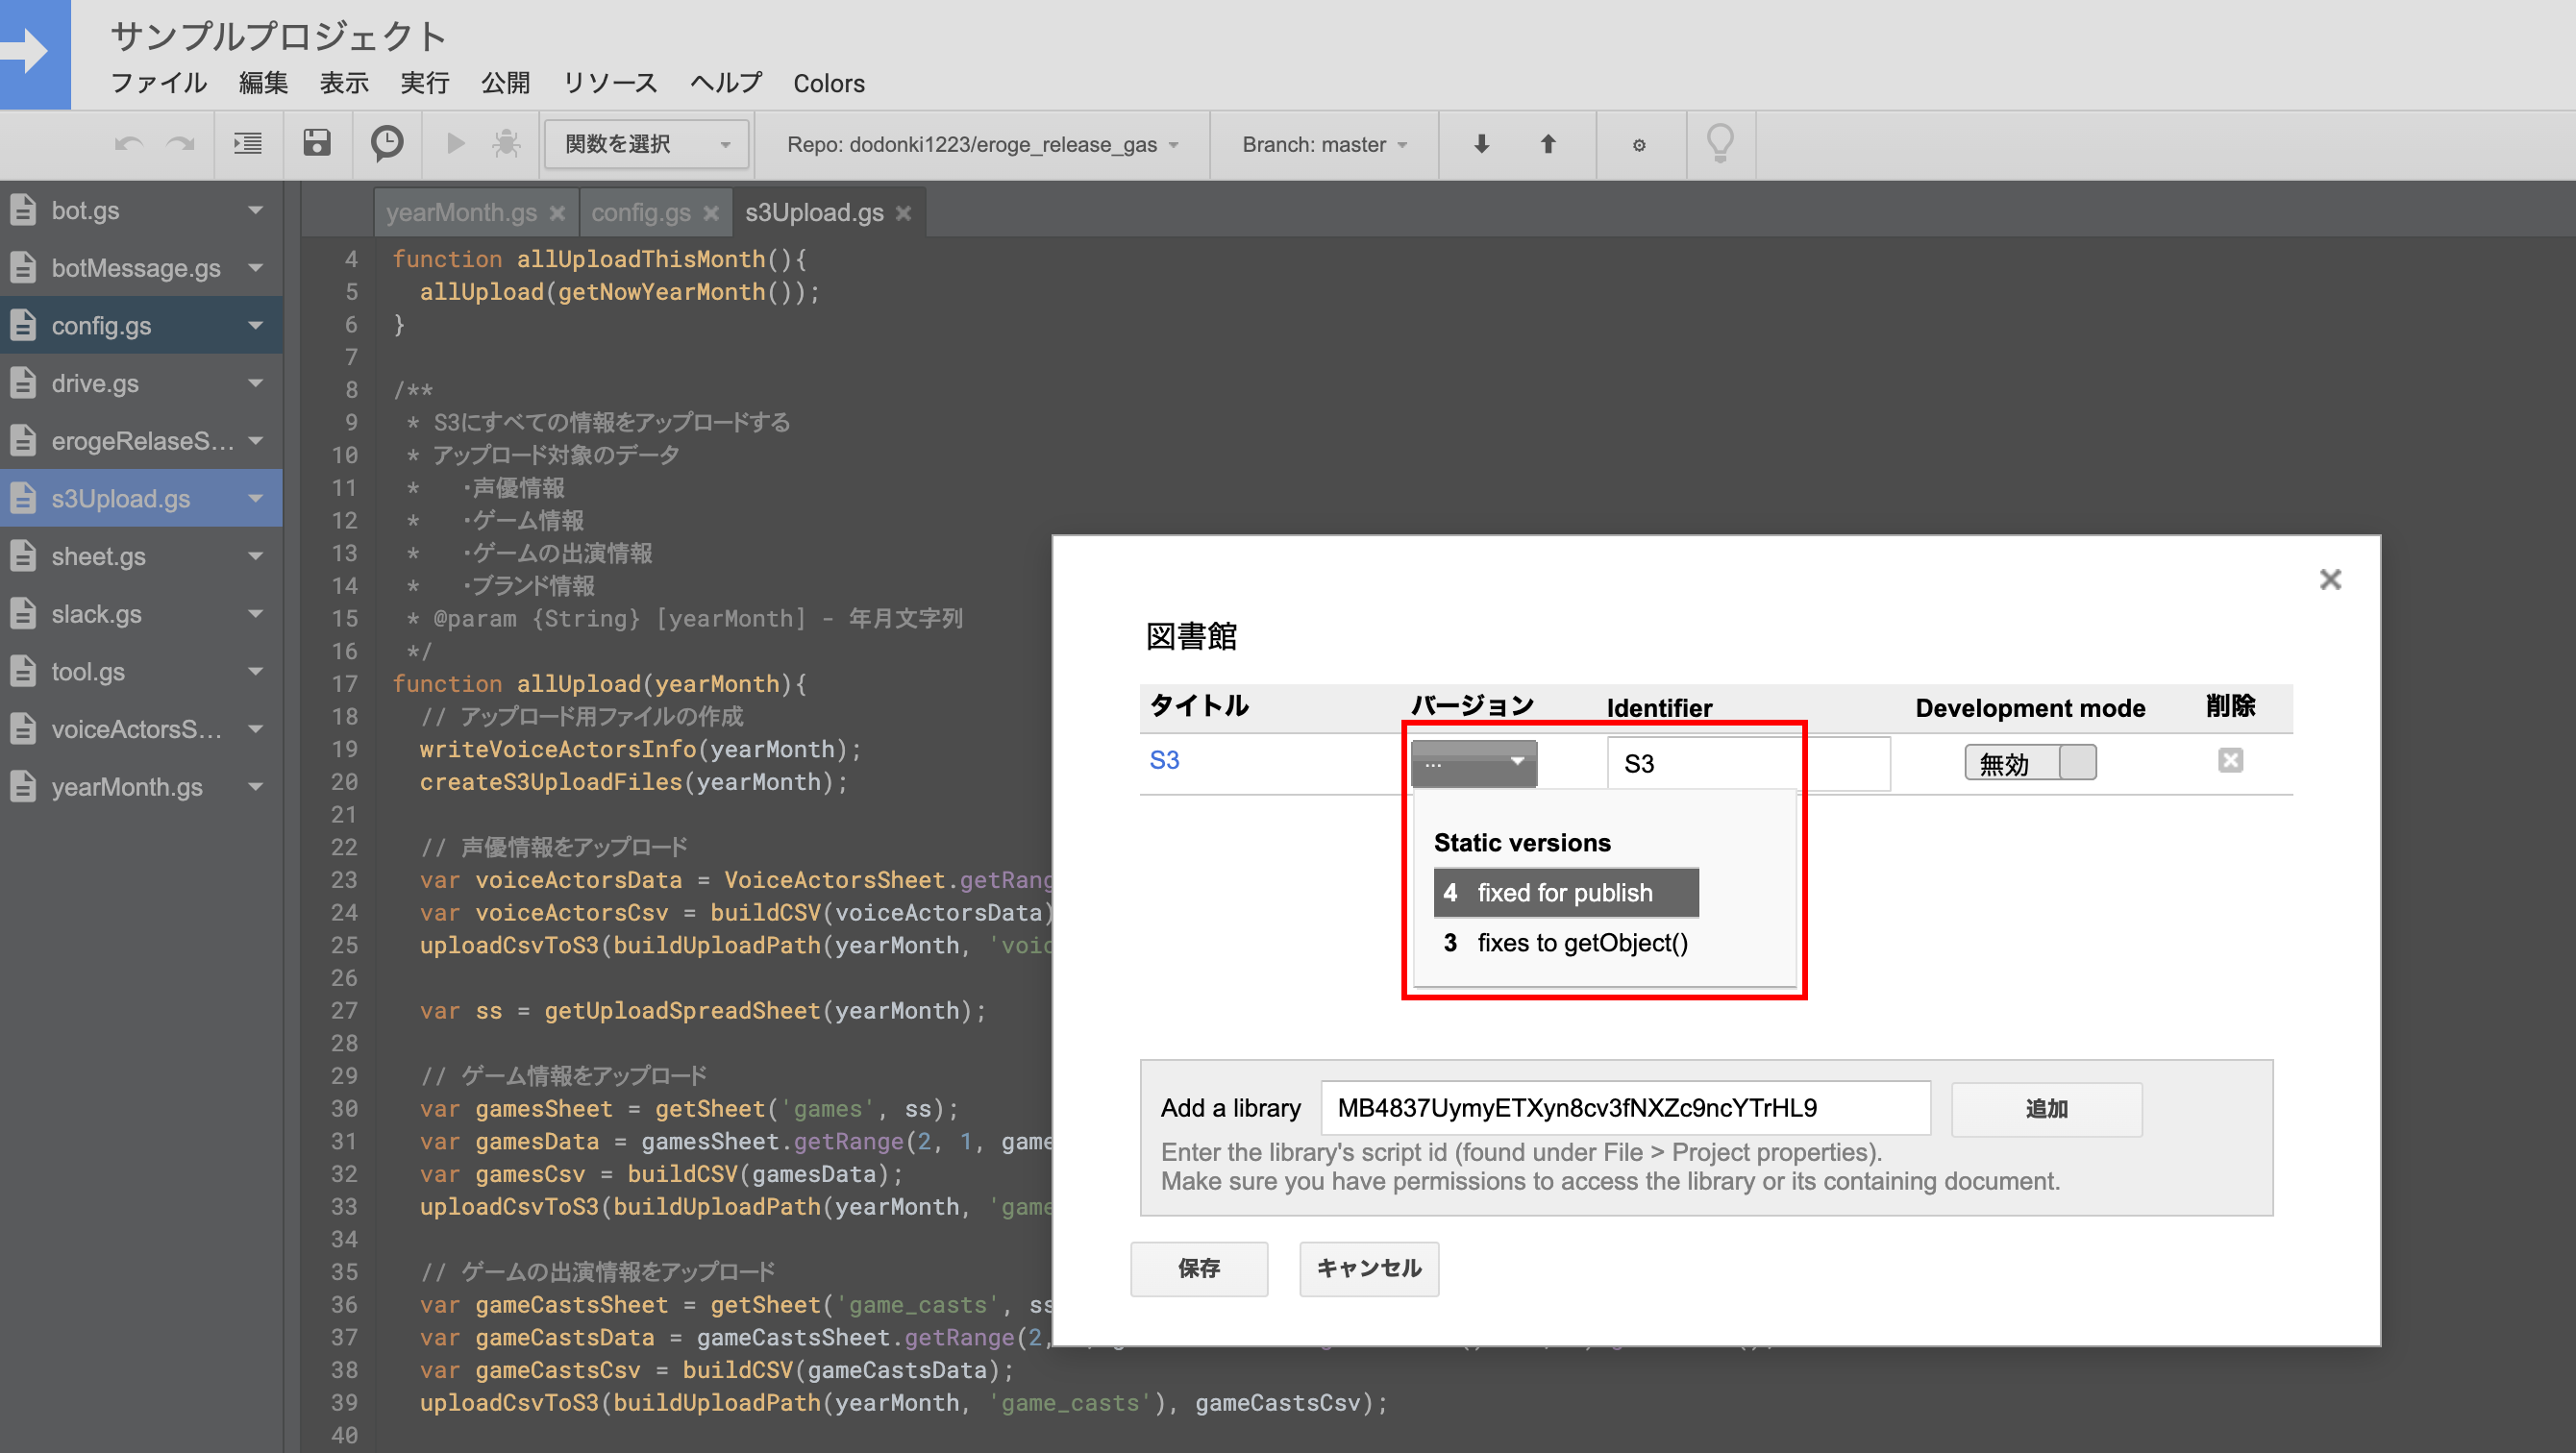 サンプルプロジェクト
ファイル 編集 表示 実行 公開 リソース ヘルプ Colors
関数を選択 Repo: dodonki1223/eroge_release_gas Branch: master
bot.gs
botMessage.gs
config.gs
drive.gs
erogeRelaseS...
s3Upload.gs
sheet.gs
slack.gs
tool.gs
voiceActorsS...
yearMonth.gs
yearMonth.gs config.gs s3Upload.gs
4 function allUploadThisMonth(){
5 allUpload(getNowYearMonth());
6 }
7
8 /**
9 * S3にすべての情報をアップロードする
10 * アップロード対象のデータ
11 * ・声優情報
12 * ・ゲーム情報
13 * ・ゲームの出演情報
14 * ・ブランド情報
15 * @param {String} [yearMonth] - 年月文字列
16 */
17 function allUpload(yearMonth){
18 // アップロード用ファイルの作成
19 writeVoiceActorsInfo(yearMonth);
20 createS3UploadFiles(yearMonth);
21
22 // 声優情報をアップロード
23 var voiceActorsData = VoiceActorsSheet.getRang
24 var voiceActorsCsv = buildCSV(voiceActorsData)
25 uploadCsvToS3(buildUploadPath(yearMonth, 'voic
26
27 var ss = getUploadSpreadSheet(yearMonth);
28
29 // ゲーム情報をアップロード
30 var gamesSheet = getSheet('games', ss);
31 var gamesData = gamesSheet.getRange(2, 1, game
32 var gamesCsv = buildCSV(gamesData);
33 uploadCsvToS3(buildUploadPath(yearMonth, 'game
34
35 // ゲームの出演情報をアップロード
36 var gameCastsSheet = getSheet('game_casts', ss
37 var gameCastsData = gameCastsSheet.getRange(2,
38 var gameCastsCsv = buildCSV(gameCastsData);
39 uploadCsvToS3(buildUploadPath(yearMonth, 'game_casts'), gameCastsCsv);
40
図書館
タイトル バージョン Identifier Development mode 削除
S3 ... S3 無効
Static versions
4 fixed for publish
3 fixes to getObject()
Add a library MB4837UymyETXyn8cv3fNXZc9ncYTrHL9 追加
Enter the library's script id (found under File > Project properties).
Make sure you have permissions to access the library or its containing document.
保存 キャンセル